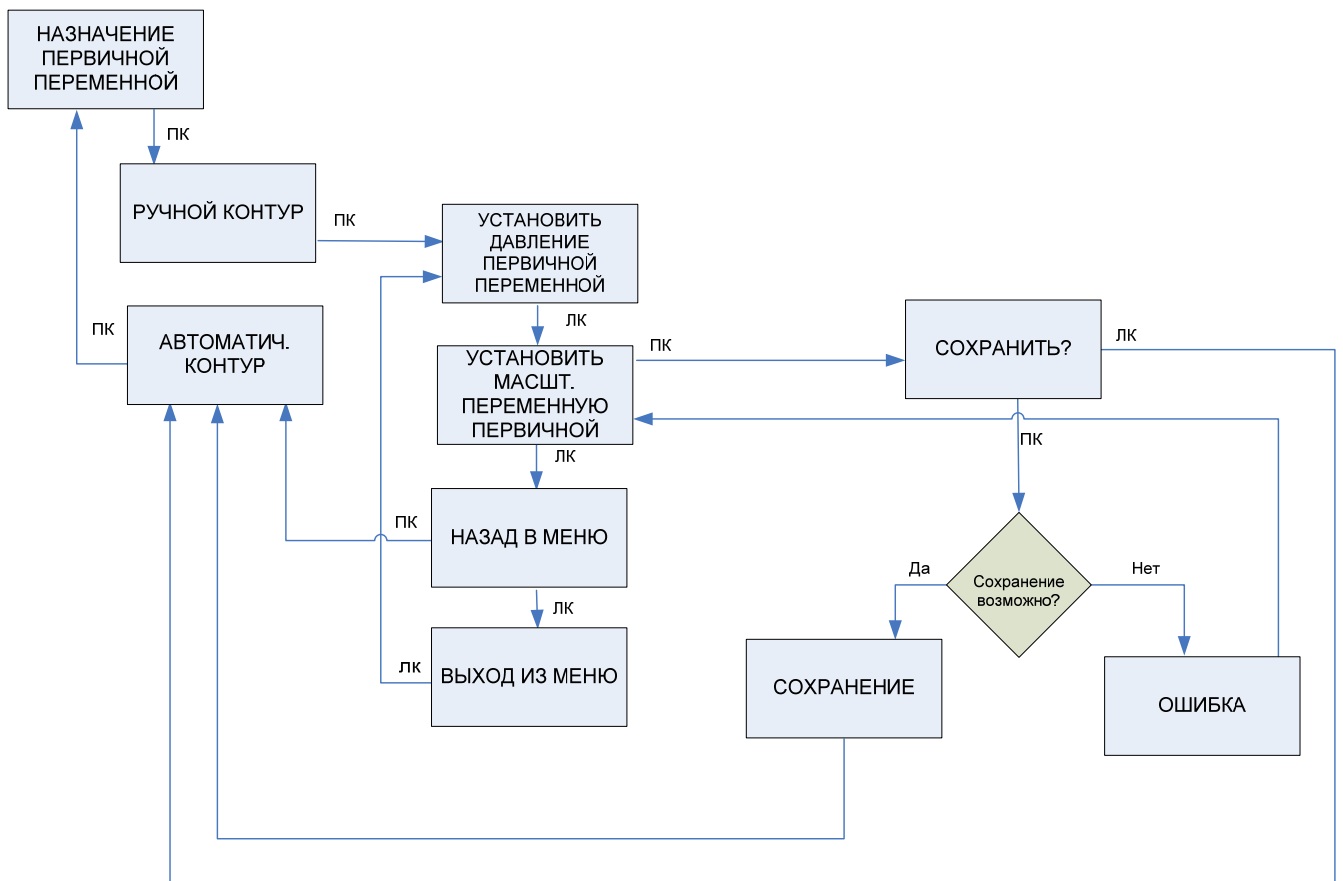 НАЗНАЧЕНИЕ
ПЕРВИЧНОЙ
ПЕРЕМЕННОЙ
ПК
РУЧНОЙ КОНТУР
ПК
УСТАНОВИТЬ
ДАВЛЕНИЕ
ПЕРВИЧНОЙ
ПЕРЕМЕННОЙ
ЛК
ПК
АВТОМАТИЧ.
КОНТУР
УСТАНОВИТЬ
МАСШТ.
ПЕРЕМЕННУЮ
ПЕРВИЧНОЙ
ПК
СОХРАНИТЬ?
ЛК
ПК
ЛК
ПК
НАЗАД В МЕНЮ
ЛК
ЛК
ВЫХОД ИЗ МЕНЮ
Да
Сохранение
возможно?
Нет
СОХРАНЕНИЕ
ОШИБКА